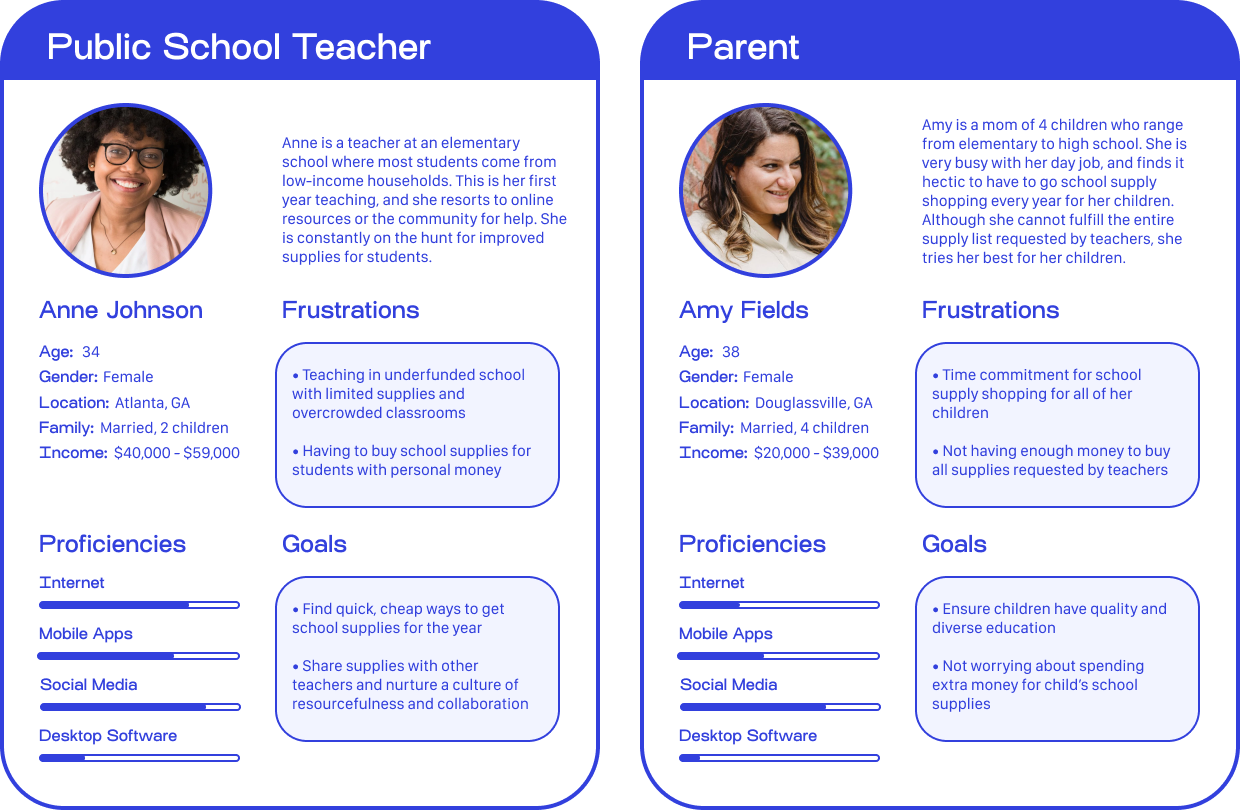 Public School Teacher
Anne is a teacher at an elementary
school where most students come from
low-income households. This is her first
year teaching, and she resorts to online
resources or the community for help. She
is constantly on the hunt for improved
supplies for students.
Anne Johnson
Age: 34
Gender: Female
Location: Atlanta, GA
Family: Married, 2 children
Income: $40,000 - $59,000
Frustrations
• Teaching in underfunded school
with limited supplies and
overcrowded classrooms
• Having to buy school supplies for
students with personal money
Proficiencies
Internet
Mobile Apps
Social Media
Desktop Software
Goals
• Find quick, cheap ways to get
school supplies for the year
• Share supplies with other
teachers and nurture a culture of
resourcefulness and collaboration
Parent
Amy is a mom of 4 children who range
from elementary to high school. She is
very busy with her day job, and finds it
hectic to have to go school supply
shopping every year for her children.
Although she cannot fulfill the entire
supply list requested by teachers, she
tries her best for her children.
Amy Fields
Age: 38
Gender: Female
Location: Douglassville, GA
Family: Married, 4 children
Income: $20,000 - $39,000
Frustrations
• Time commitment for school
supply shopping for all of her
children
• Not having enough money to buy
all supplies requested by teachers
Proficiencies
Internet
Mobile Apps
Social Media
Desktop Software
Goals
• Ensure children have quality and
diverse education
• Not worrying about spending
extra money for child's school
supplies